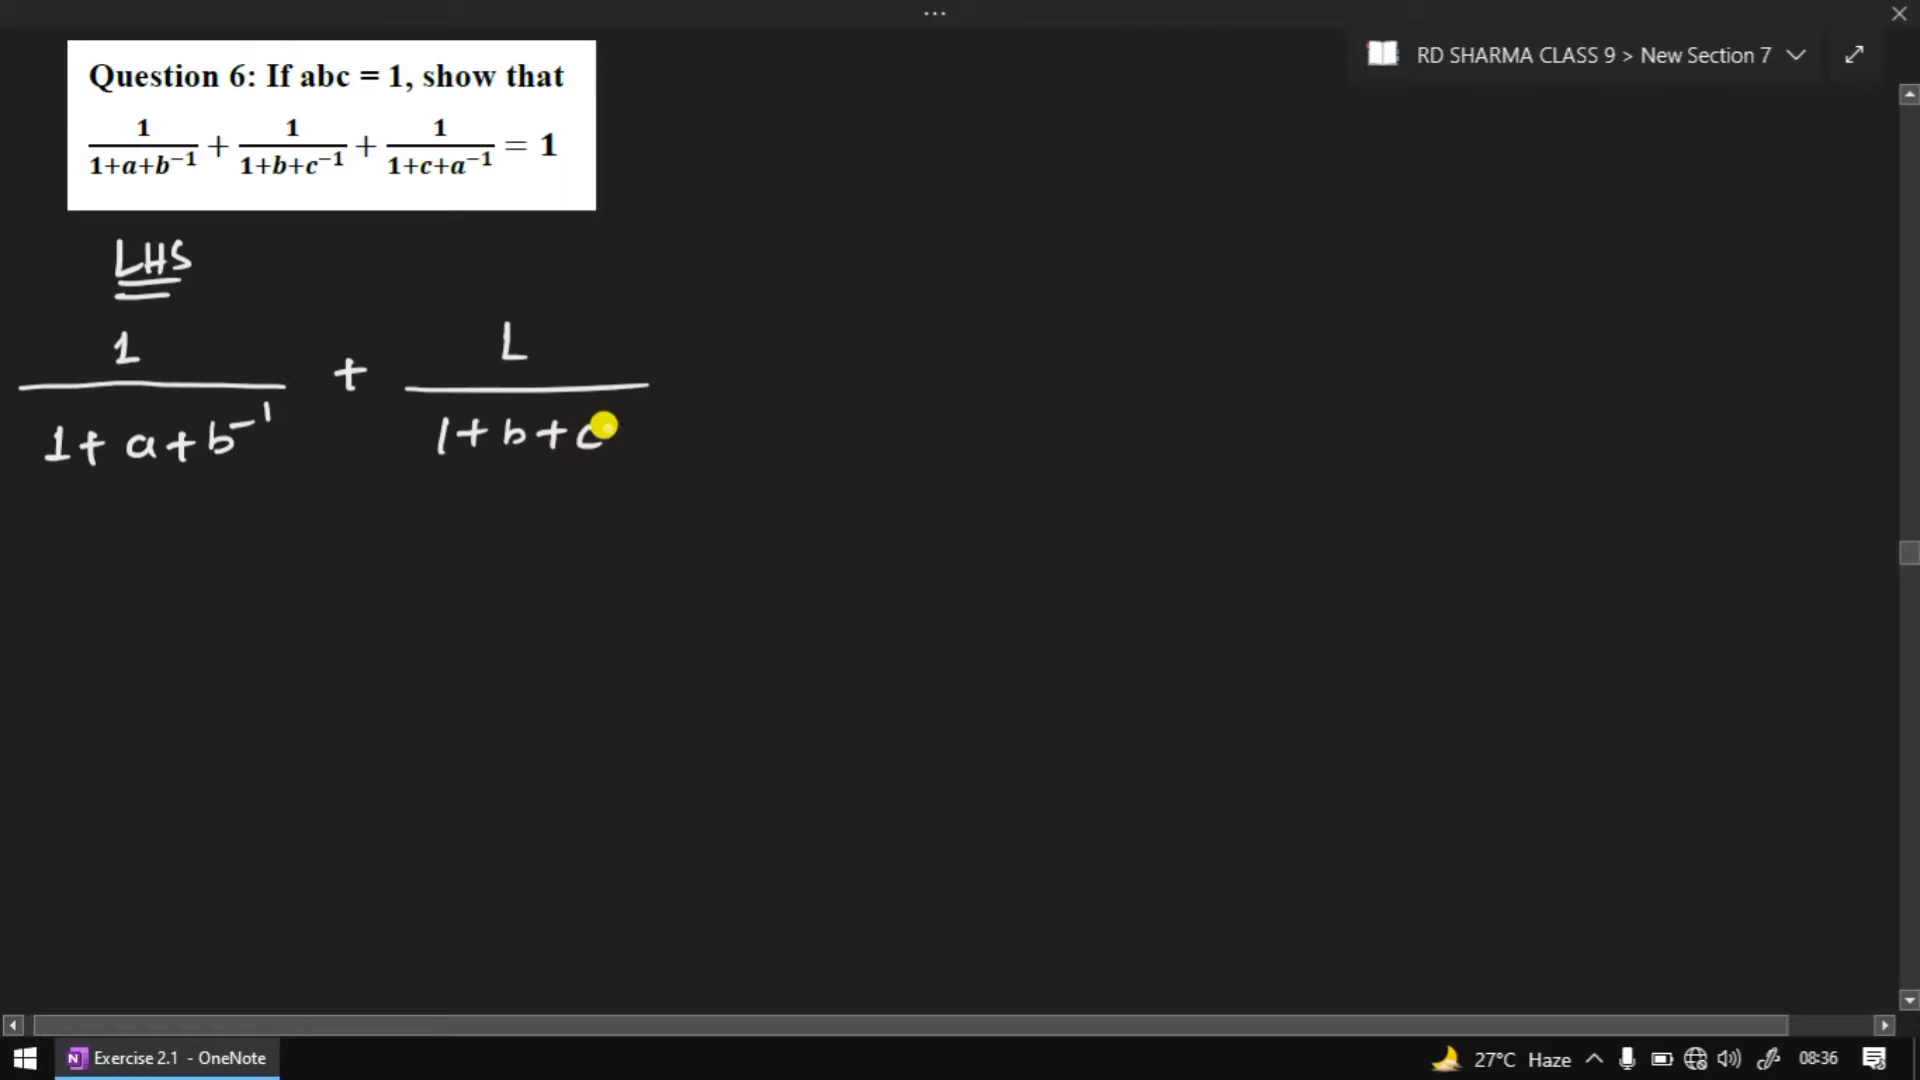 ...
RD SHARMA CLASS 9 > New Section 7
Question 6: If abc = 1, show that
1/(1+a+b⁻¹) + 1/(1+b+c⁻¹) + 1/(1+c+a⁻¹) = 1
LHS
1/(1+a+b⁻¹) + 1/(1+b+c
Exercise 2.1 - OneNote
27°C Haze
08:36